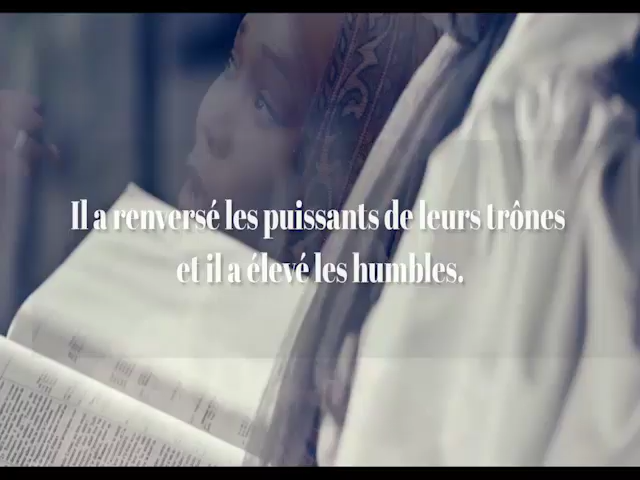 Il a renversé les puissants de leurs trônes
et il a élevé les humbles.